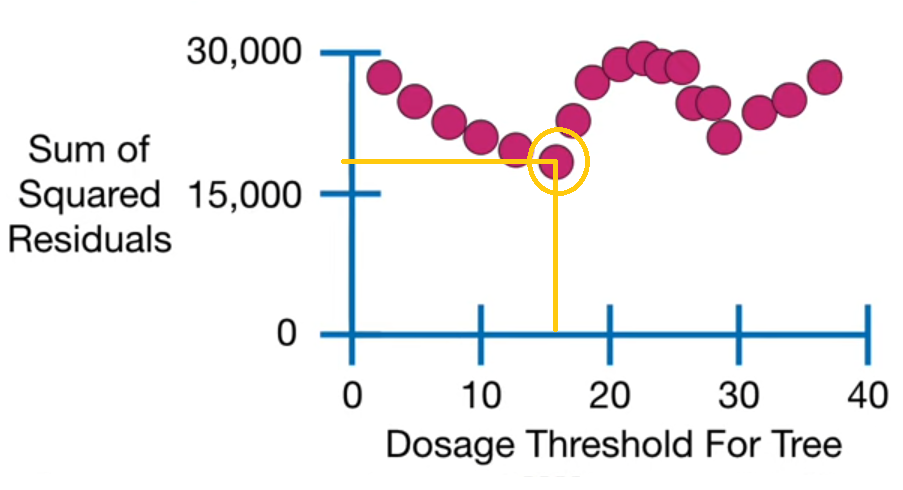 30,000
Sum of
Squared
Residuals
15,000
0
0 10 20 30 40
Dosage Threshold For Tree